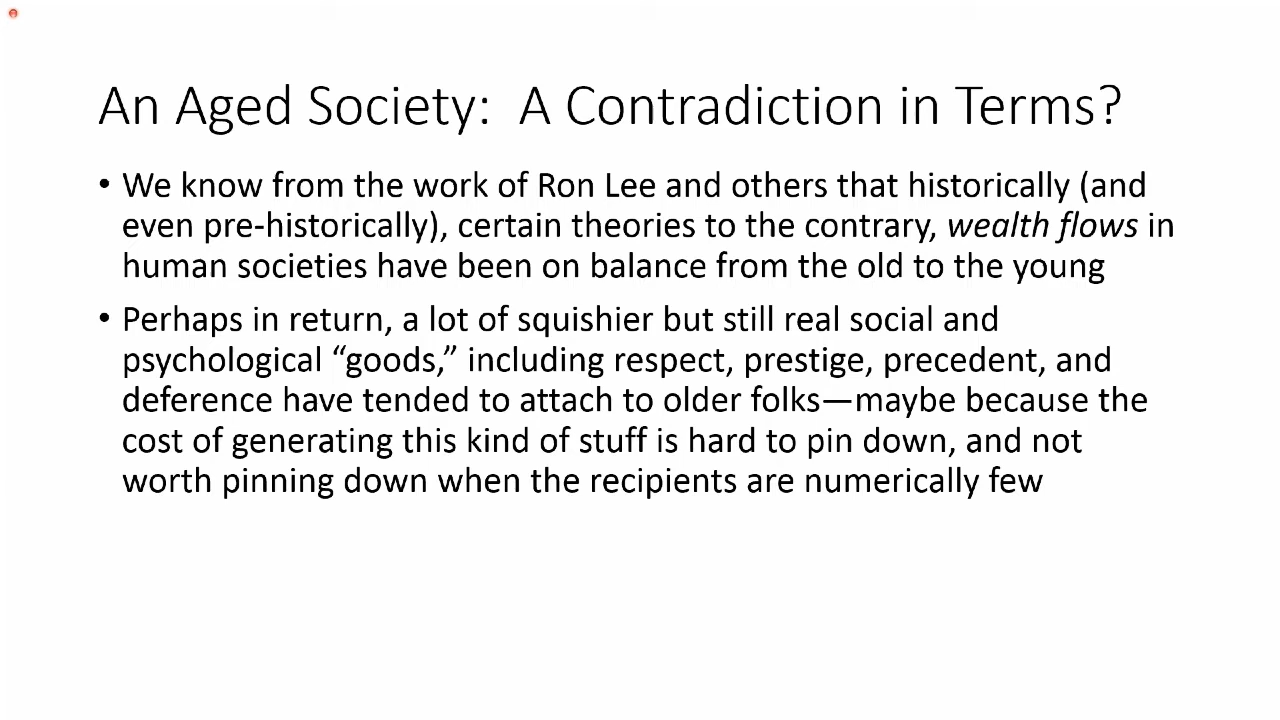 An Aged Society:  A Contradiction in Terms?
• We know from the work of Ron Lee and others that historically (and
even pre-historically), certain theories to the contrary, wealth flows in
human societies have been on balance from the old to the young
• Perhaps in return, a lot of squishier but still real social and
psychological “goods,” including respect, prestige, precedent, and
deference have tended to attach to older folks—maybe because the
cost of generating this kind of stuff is hard to pin down, and not
worth pinning down when the recipients are numerically few